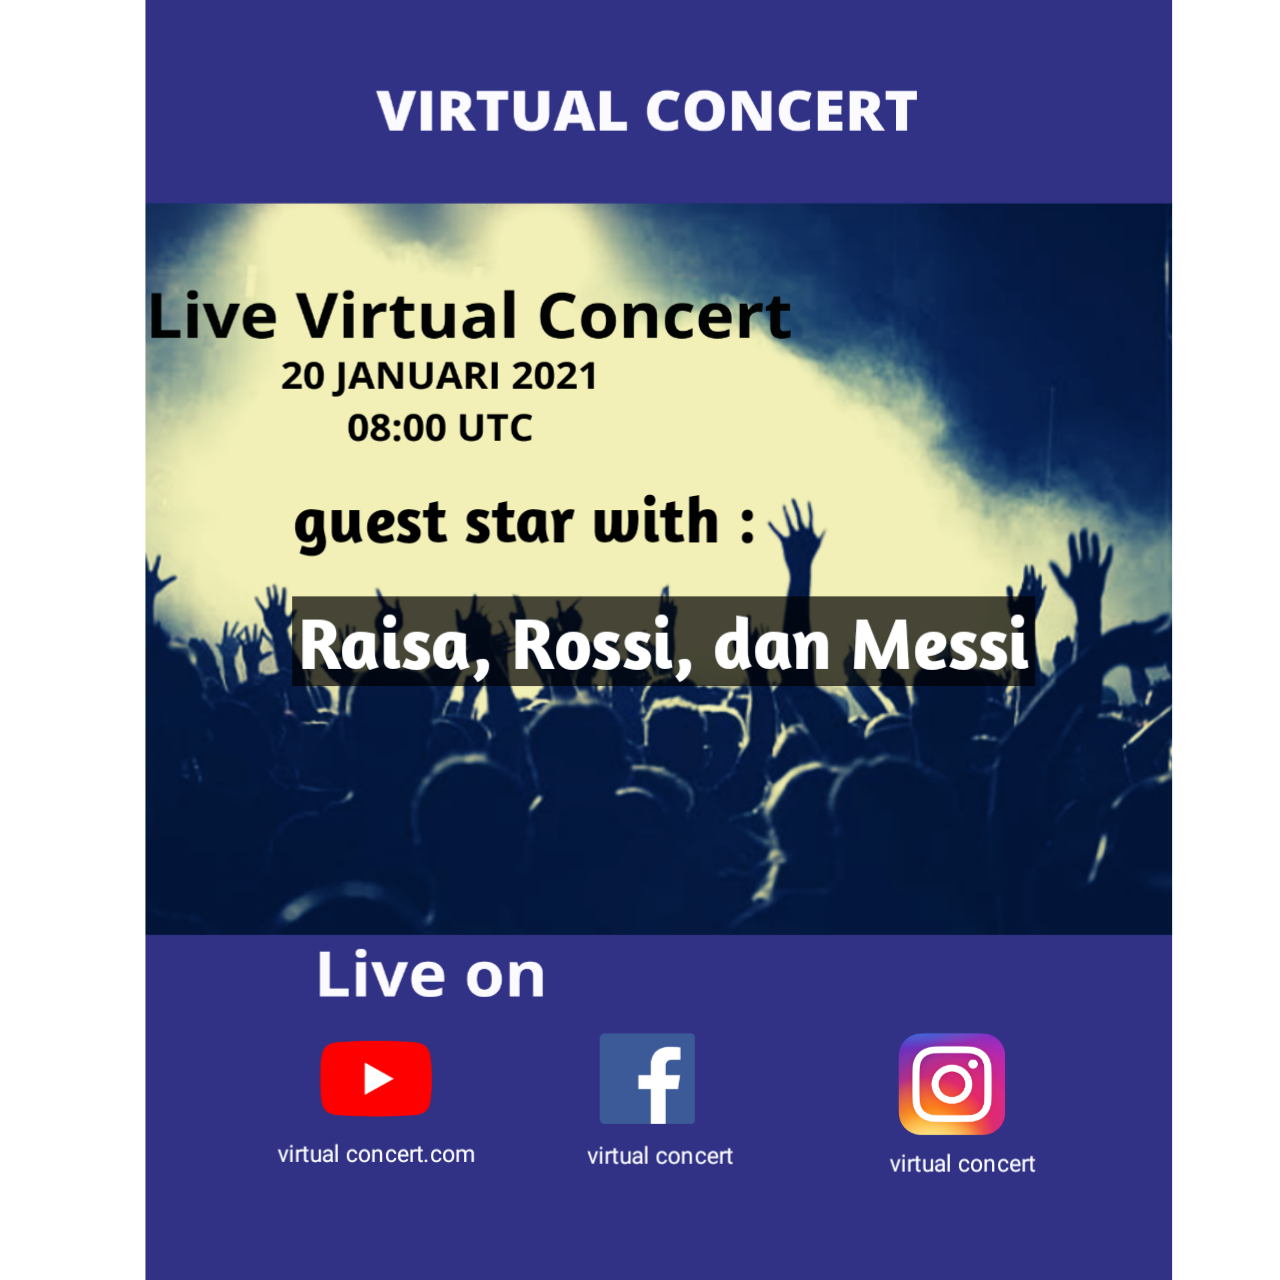 VIRTUAL CONCERT
Live Virtual Concert
20 JANUARI 2021
08:00 UTC
guest star with :
Raisa, Rossi, dan Messi
Live on
virtual concert.com
virtual concert
virtual concert